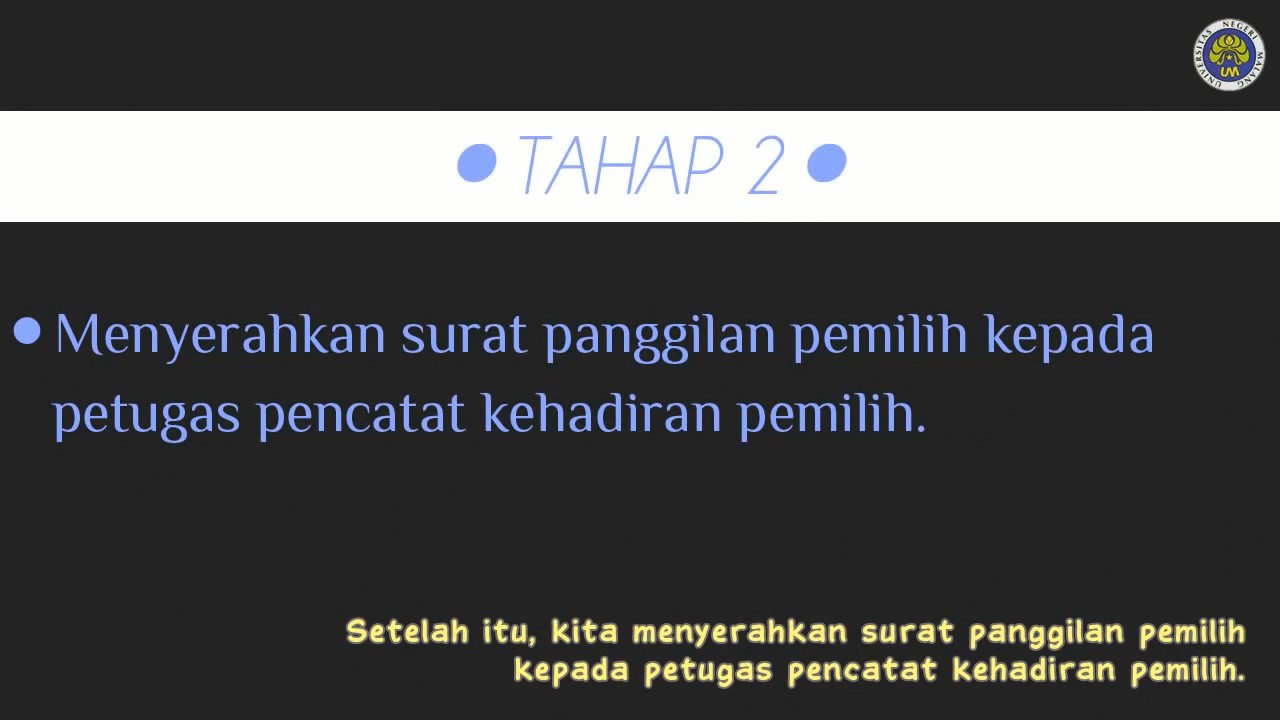 UNIVERSITAS NEGERI MALANG
UM
• TAHAP 2 •
• Menyerahkan surat panggilan pemilih kepada
petugas pencatat kehadiran pemilih.
Setelah itu, kita menyerahkan surat panggilan pemilih
kepada petugas pencatat kehadiran pemilih.